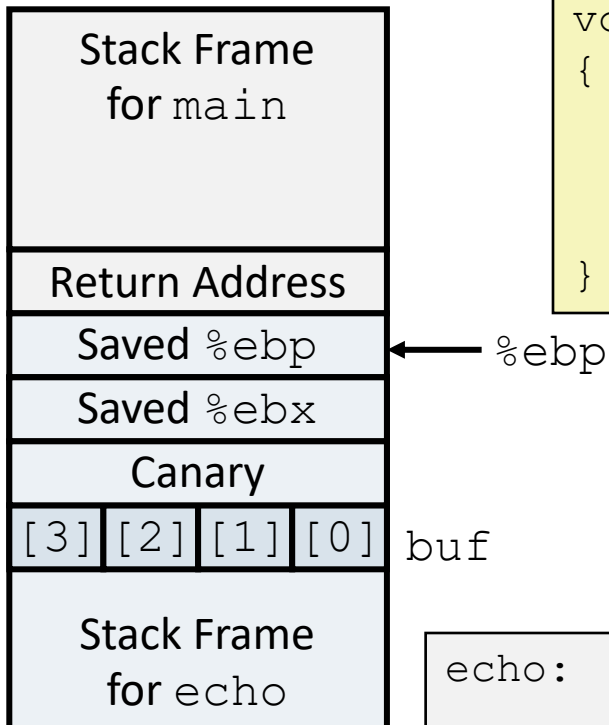 Stack Frame
for main
Return Address
Saved %ebp
Saved %ebx
Canary
[3] [2] [1] [0]
buf
Stack Frame
for echo
%ebp
{
}
echo: